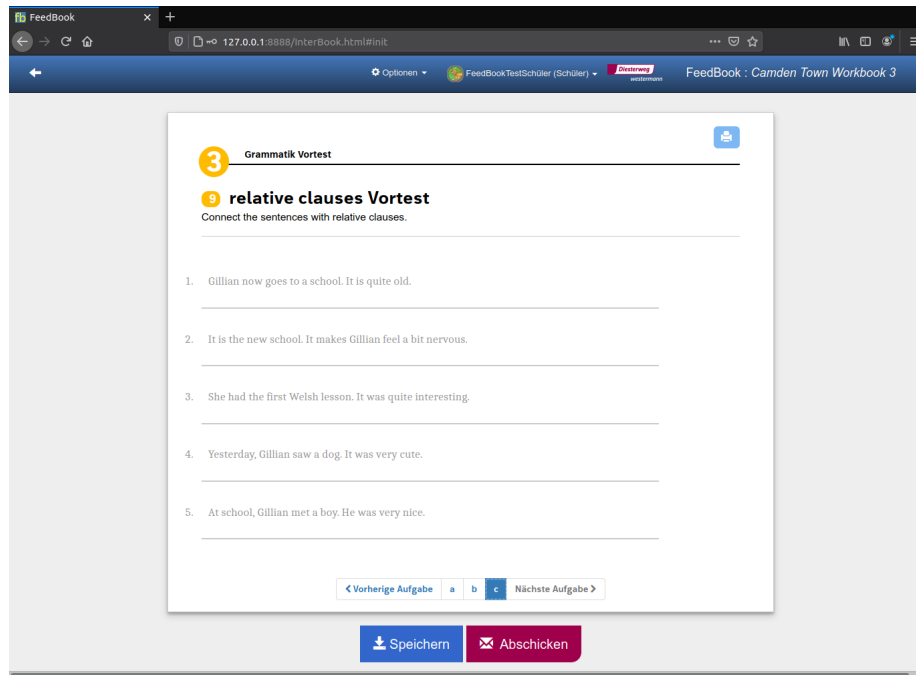 fb FeedBook × +
127.0.0.1:8888/InterBook.html#init
Optionen FeedBookTestSchüler (Schüler) Diesterweg westermann FeedBook : Camden Town Workbook 3
3 Grammatik Vortest
9 relative clauses Vortest
Connect the sentences with relative clauses.
1. Gillian now goes to a school. It is quite old.
2. It is the new school. It makes Gillian feel a bit nervous.
3. She had the first Welsh lesson. It was quite interesting.
4. Yesterday, Gillian saw a dog. It was very cute.
5. At school, Gillian met a boy. He was very nice.
Vorherige Aufgabe a b c Nächste Aufgabe
Speichern Abschicken